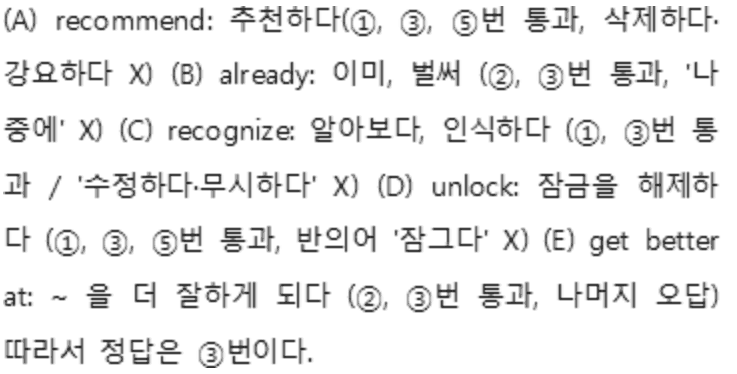 (A) recommend: 추천하다(①, ③, ⑤번 통과, 삭제하다·
강요하다 X) (B) already: 이미, 벌써 (②, ③번 통과, '나
중에' X) (C) recognize: 알아보다, 인식하다 (①, ③번 통
과 / '수정하다·무시하다' X) (D) unlock: 잠금을 해제하
다 (①, ③, ⑤번 통과, 반의어 '잠그다' X) (E) get better
at: ~ 을 더 잘하게 되다 (②, ③번 통과, 나머지 오답)
따라서 정답은 ③번이다.